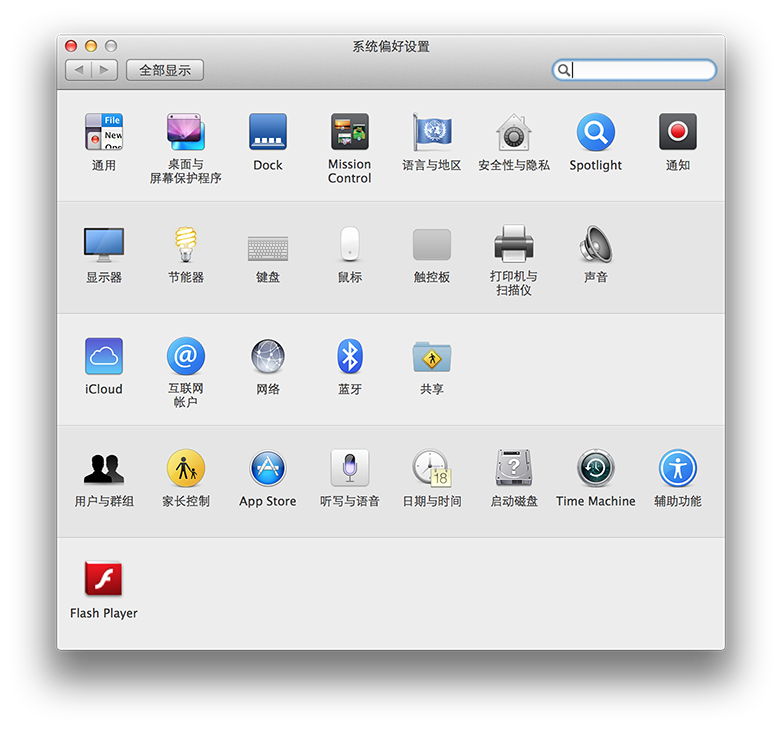 系统偏好设置
全部显示
File
New
Ope
通用
桌面与
屏幕保护程序
Dock
Mission
Control
语言与地区
安全性与隐私
Spotlight
通知
显示器
节能器
键盘
鼠标
触控板
打印机与
扫描仪
声音
iCloud
@
互联网
帐户
网络
蓝牙
共享
18
?
用户与群组
家长控制
App Store
听写与语音
日期与时间
启动磁盘
Time Machine
辅助功能
Flash Player